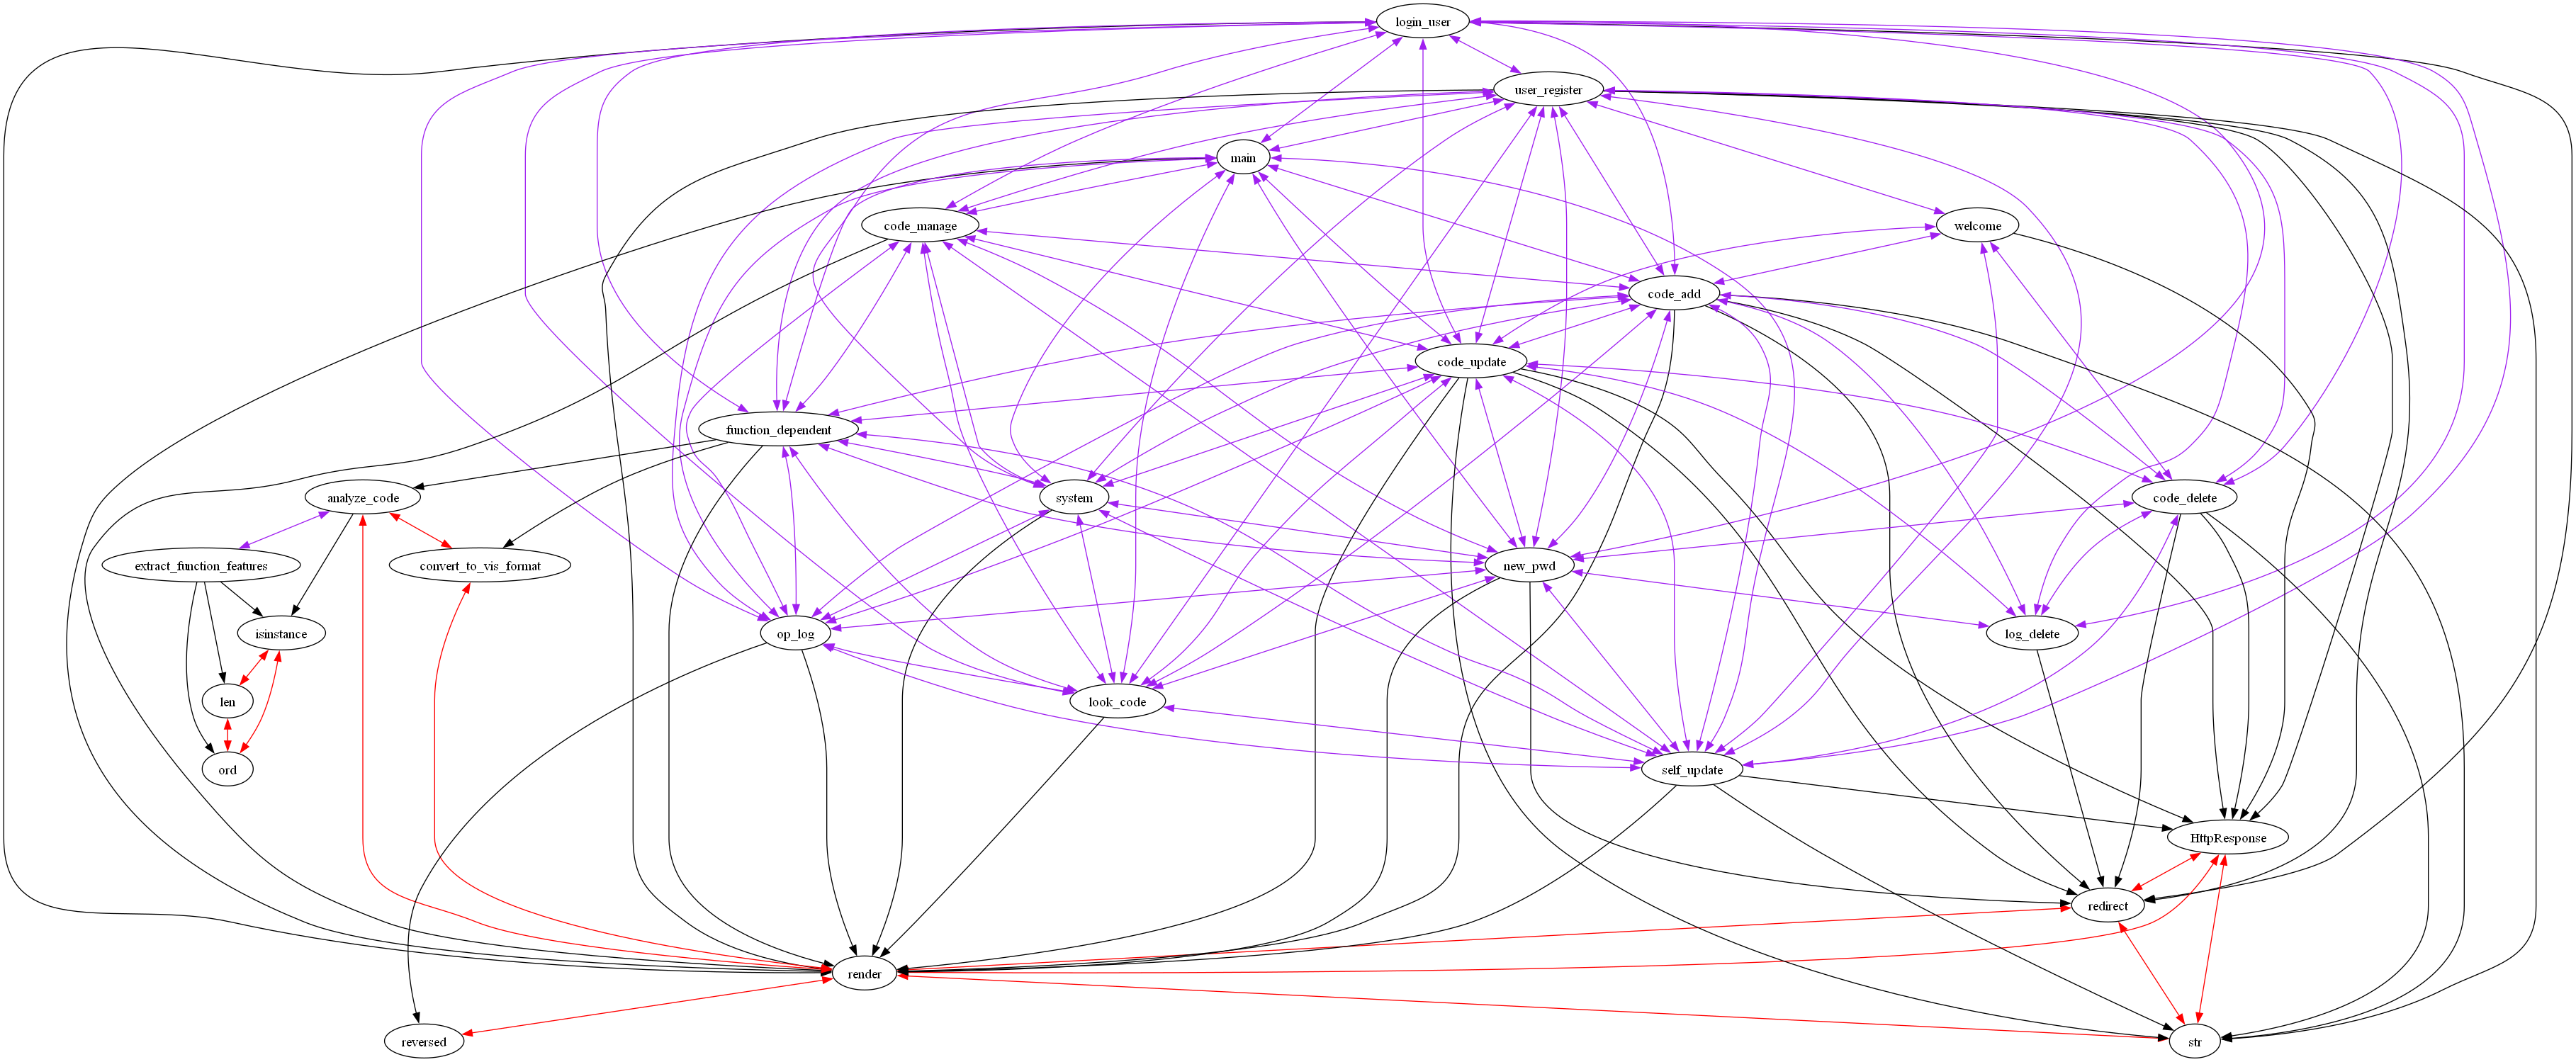 login_user
user_register
main
code_manage
welcome
code_add
code_update
function_dependent
analyze_code
system
code_delete
extract_function_features
convert_to_vis_format
new_pwd
isinstance
op_log
log_delete
len
look_code
ord
self_update
HttpResponse
redirect
render
reversed
str